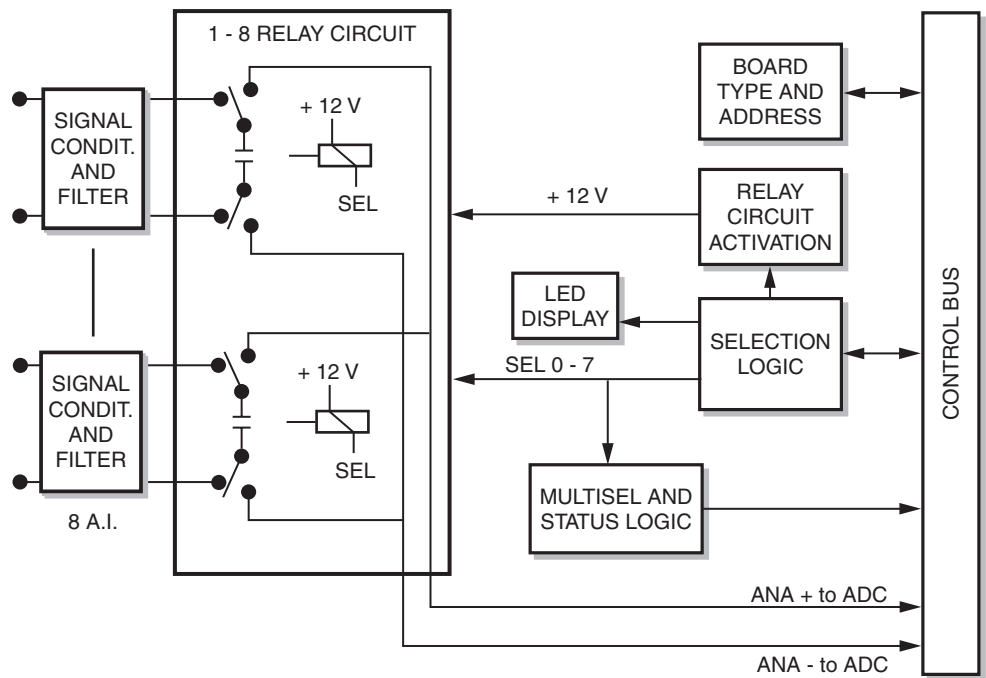 1 - 8 RELAY CIRCUIT
SIGNAL
CONDIT.
AND
FILTER
+ 12 V
SEL
SIGNAL
CONDIT.
AND
FILTER
8 A.I.
+ 12 V
SEL
BOARD
TYPE AND
ADDRESS
+ 12 V
RELAY
CIRCUIT
ACTIVATION
LED
DISPLAY
SELECTION
LOGIC
SEL 0 - 7
MULTISEL AND
STATUS LOGIC
CONTROL BUS
ANA + to ADC
ANA - to ADC